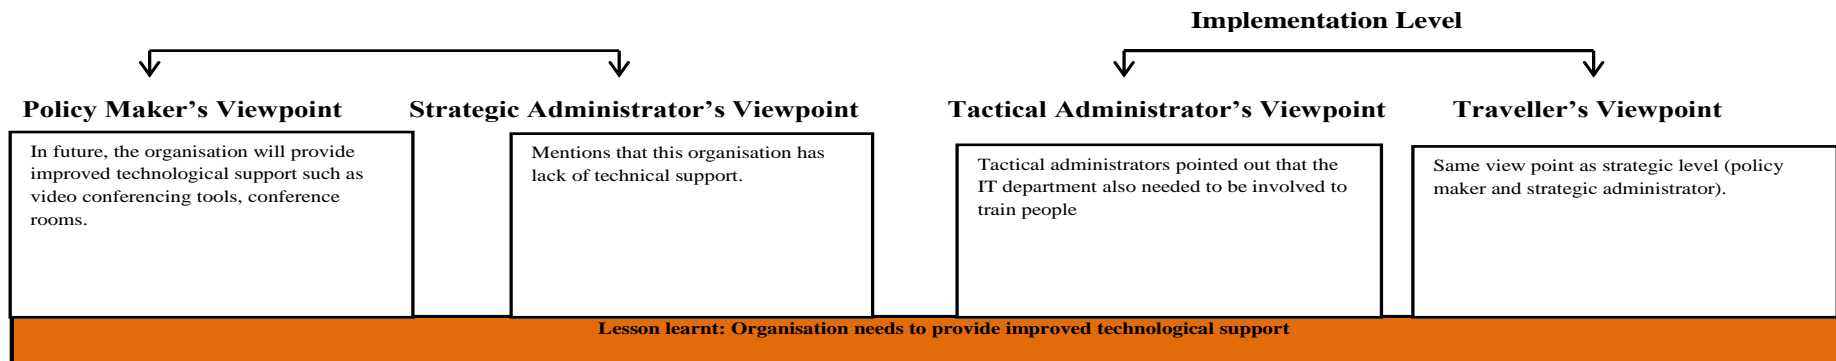 Implementation Level
Policy Maker’s Viewpoint
In future, the organisation will provide
improved technological support such as
video conferencing tools, conference
rooms.
Strategic Administrator’s Viewpoint
Mentions that this organisation has
lack of technical support.
Tactical Administrator’s Viewpoint
Tactical administrators pointed out that the
IT department also needed to be involved to
train people
Traveller’s Viewpoint
Same view point as strategic level (policy
maker and strategic administrator).
Lesson learnt: Organisation needs to provide improved technological support